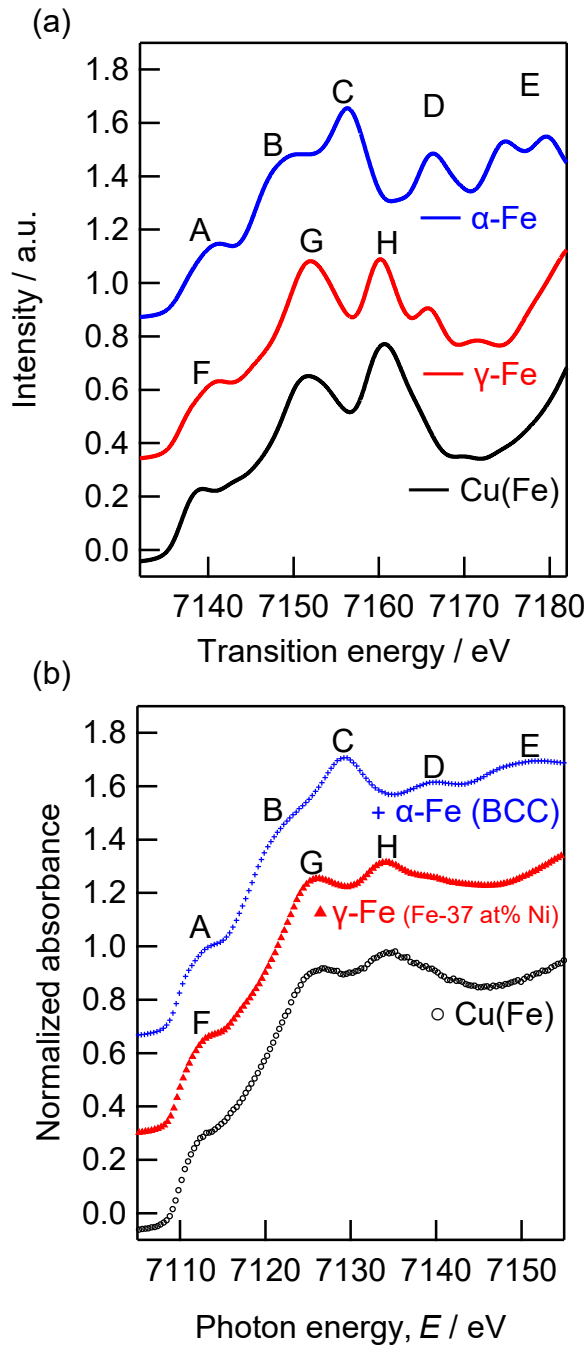 (a)
1.8
1.6
1.4
1.2
1.0
0.8
0.6
0.4
0.2
0.0
Intensity / a.u.
A
B
C
D
E
α-Fe
F
G
H
γ-Fe
Cu(Fe)
7140 7150 7160 7170 7180
Transition energy / eV
(b)
1.8
1.6
1.4
1.2
1.0
0.8
0.6
0.4
0.2
0.0
Normalized absorbance
A
B
C
D
E
+ α-Fe (BCC)
F
G
H
γ-Fe (Fe-37 at% Ni)
Cu(Fe)
7110 7120 7130 7140 7150
Photon energy, E / eV